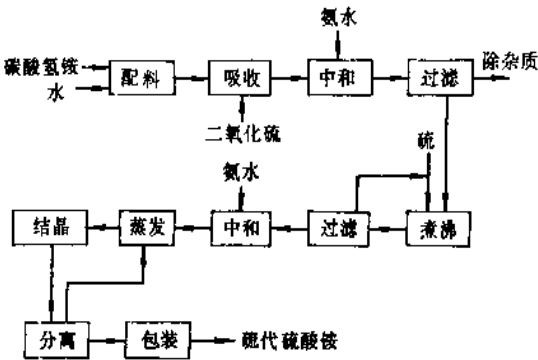 氨水
碳酸氢铵
水
配料
吸收
中和
过滤
除杂质
二氧化硫
硫
氨水
结晶
蒸发
中和
过滤
煮沸
分离
包装
硫代硫酸铵